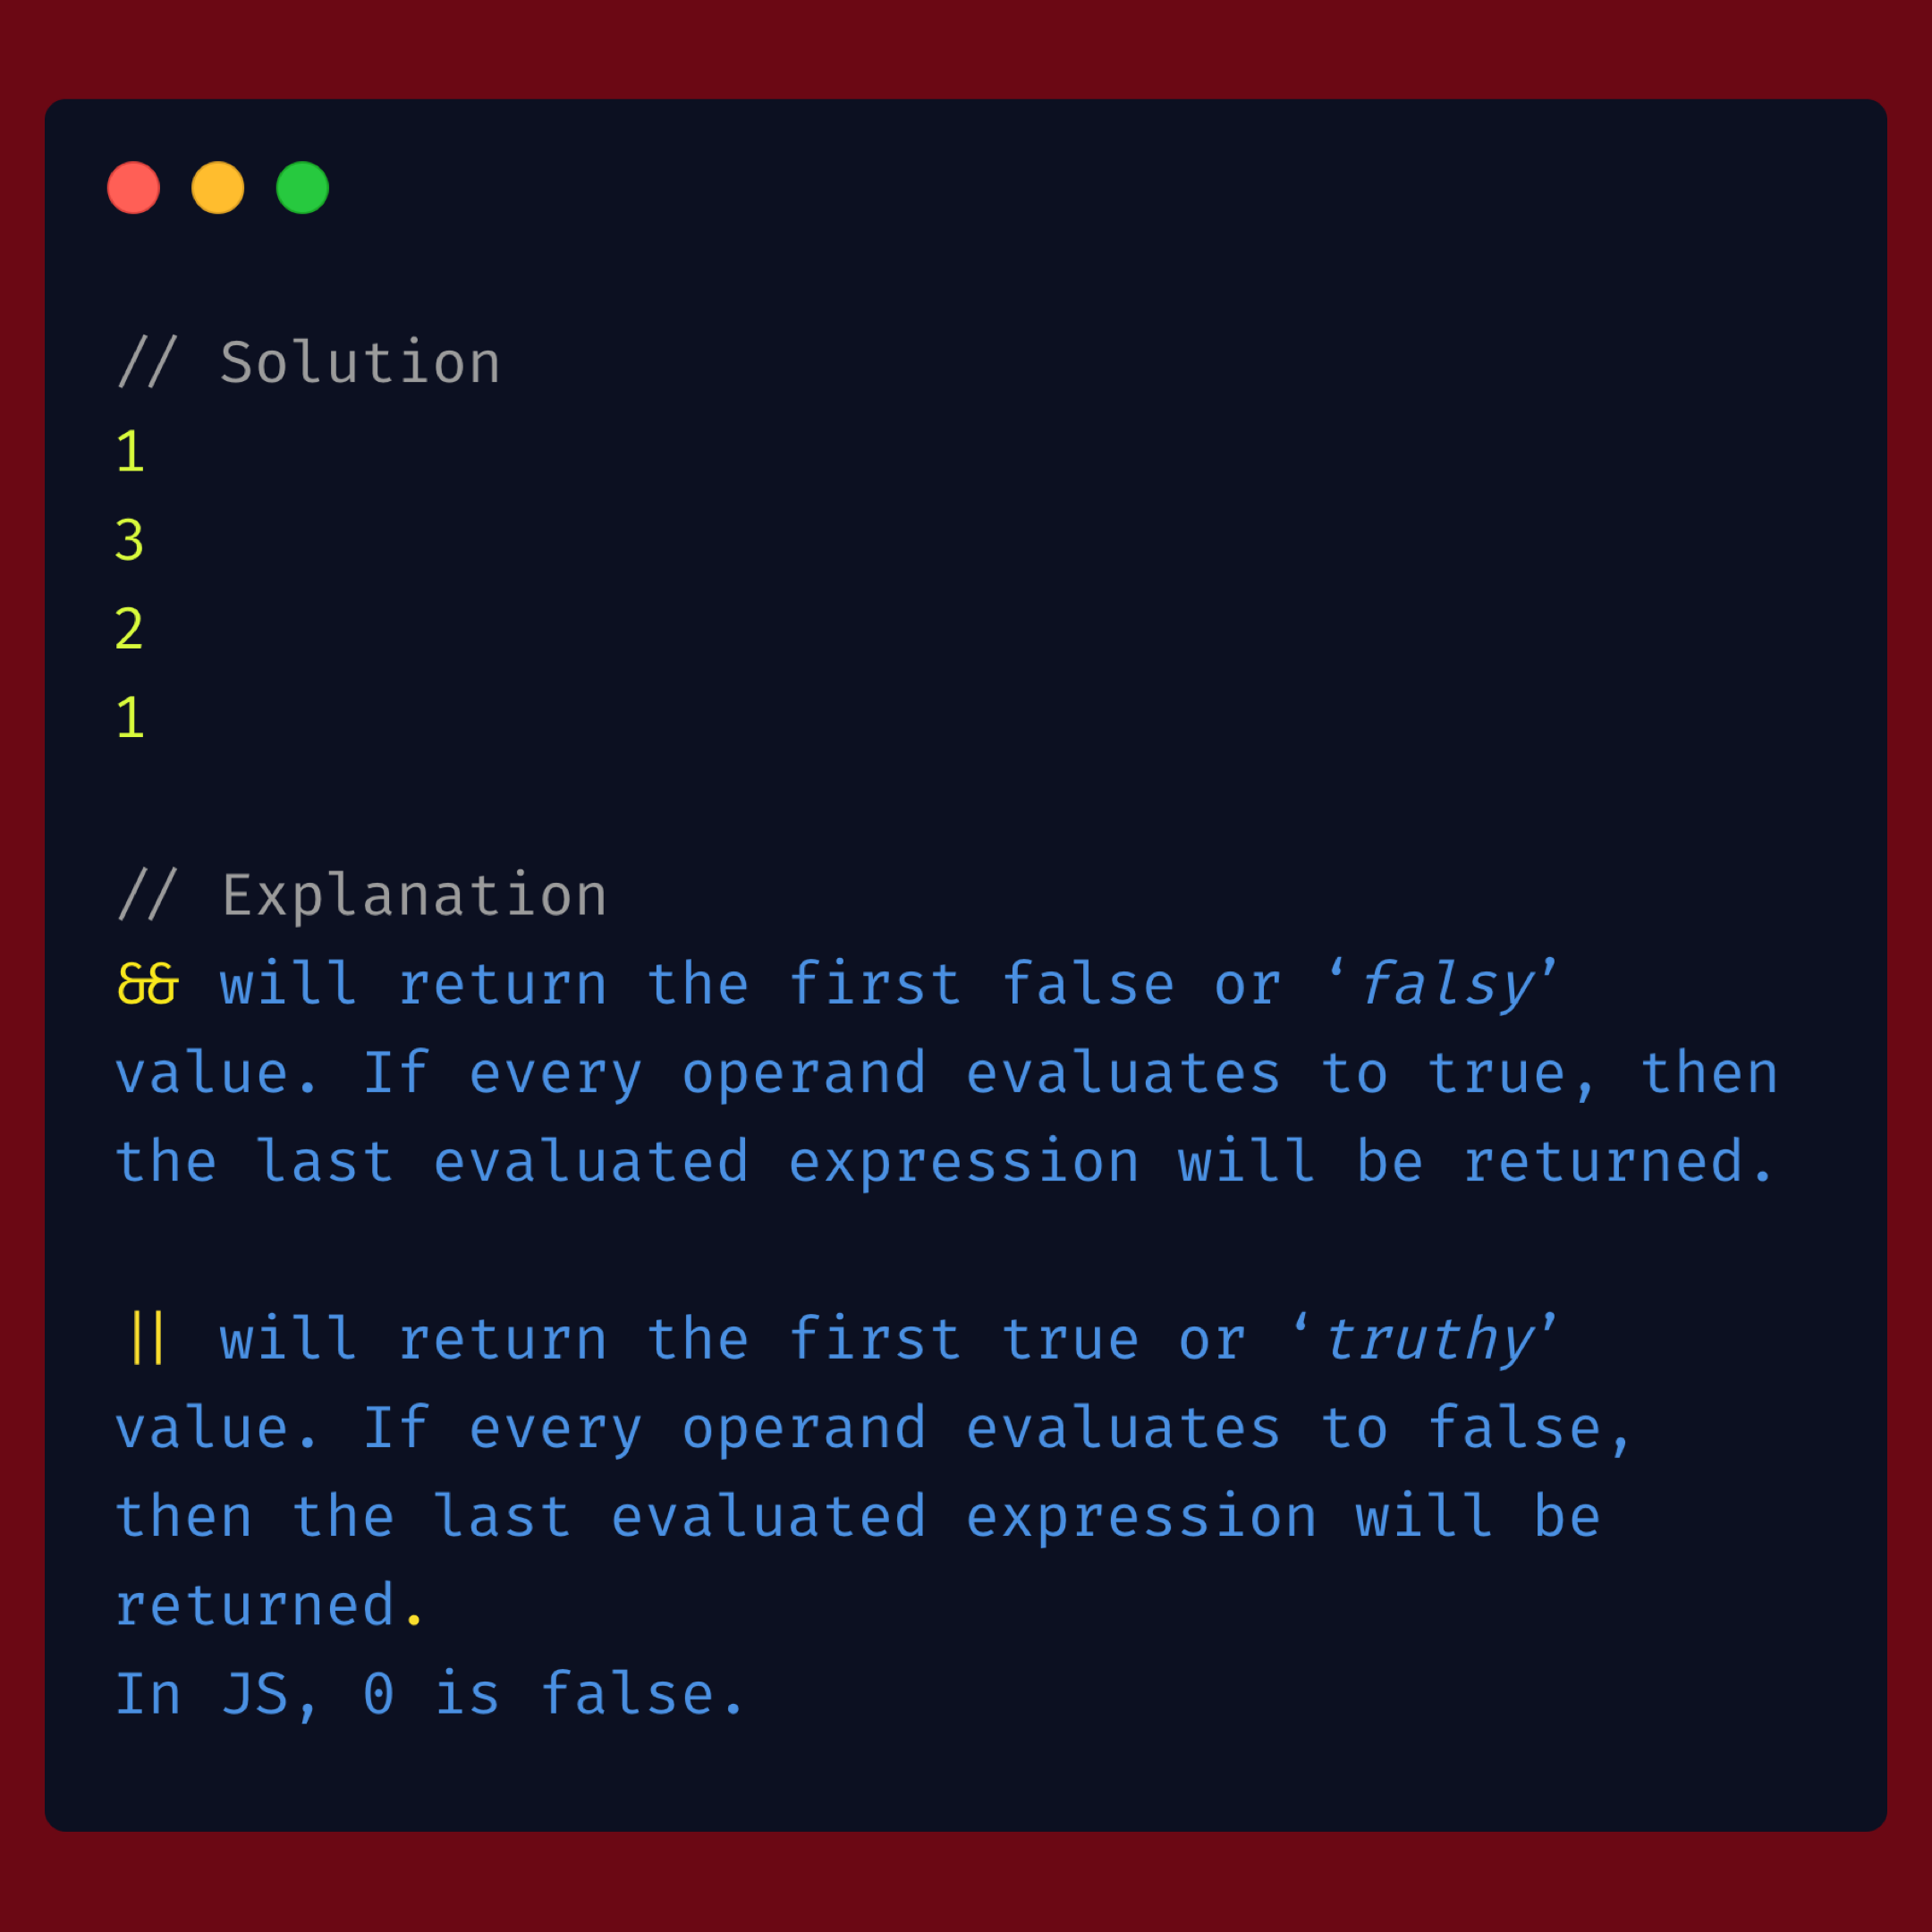 // Solution
1
3
2
1
// Explanation
&& will return the first false or ‘falsy’
value. If every operand evaluates to true, then
the last evaluated expression will be returned.
|| will return the first true or ‘truthy’
value. If every operand evaluates to false,
then the last evaluated expression will be
returned.
In JS, 0 is false.